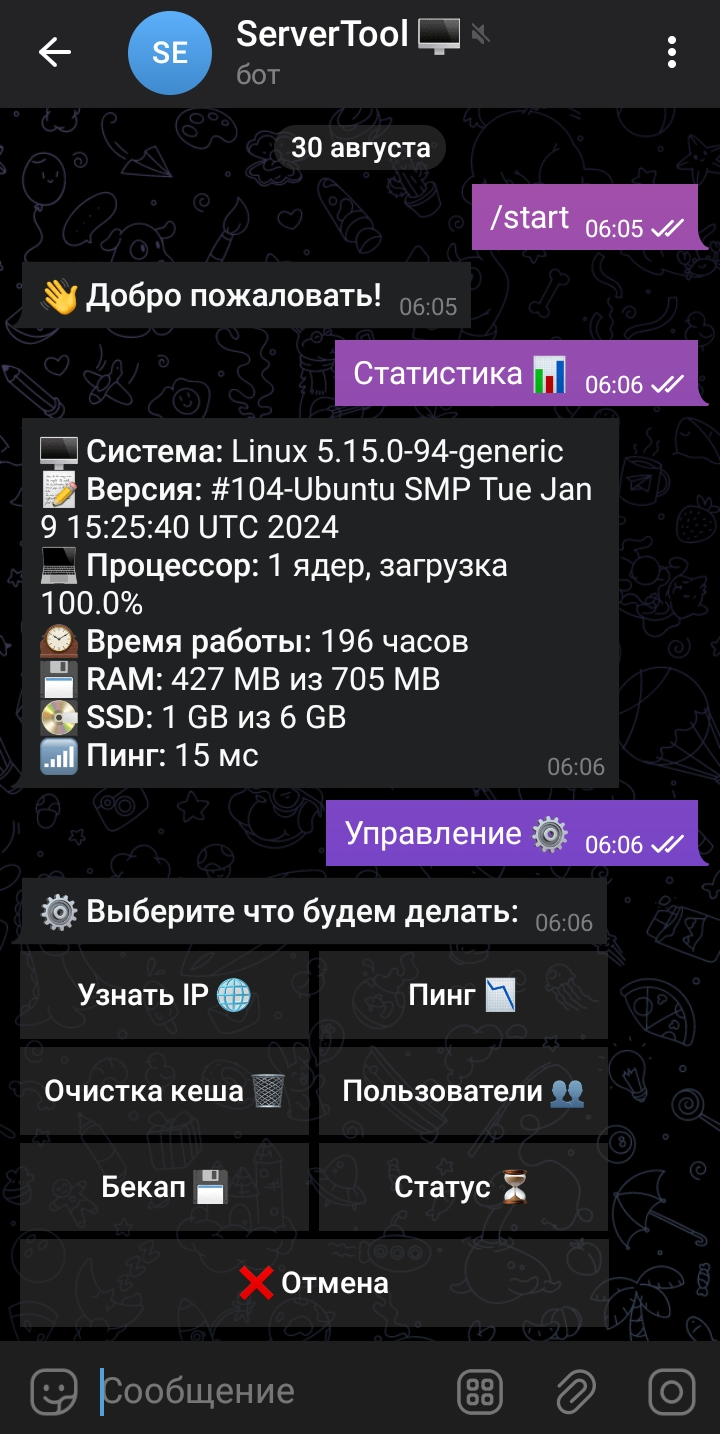 SE
ServerTool
бот
30 августа
/start 06:05
👋 Добро пожаловать! 06:05
Статистика 📊 06:06
🖥 Система: Linux 5.15.0-94-generic
📝 Версия: #104-Ubuntu SMP Tue Jan
9 15:25:40 UTC 2024
💻 Процессор: 1 ядер, загрузка
100.0%
🕰 Время работы: 196 часов
💾 RAM: 427 MB из 705 MB
📀 SSD: 1 GB из 6 GB
📶 Пинг: 15 мс
06:06
Управление ⚙️ 06:06
⚙️ Выберите что будем делать: 06:06
Узнать IP 🌐
Пинг 📉
Очистка кеша 🗑
Пользователи 👥
Бекап 💾
Статус ⏳
❌ Отмена
Сообщение